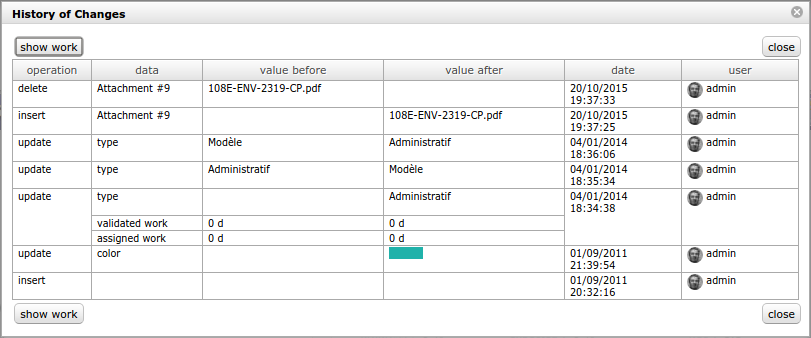 History of Changes
show work close
operation data value before value after date user
delete Attachment #9 108E-ENV-2319-CP.pdf 20/10/2015 admin
19:37:33
insert Attachment #9 108E-ENV-2319-CP.pdf 20/10/2015 admin
19:37:25
update type Modèle Administratif 04/01/2014 admin
18:36:06
update type Administratif Modèle 04/01/2014 admin
18:35:34
update type Administratif 04/01/2014 admin
18:34:38
validated work 0 d 0 d
assigned work 0 d 0 d
update color 01/09/2011 admin
21:39:54
insert 01/09/2011 admin
20:32:16
show work close